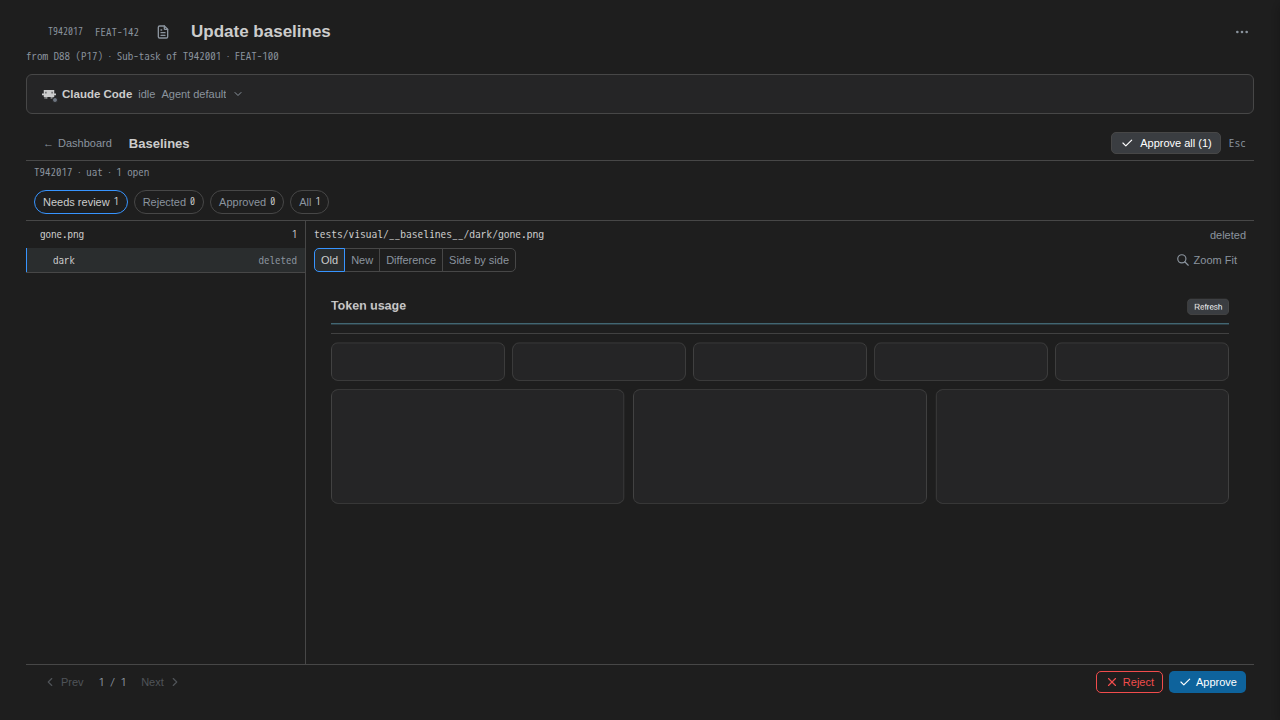 T942017 FEAT-142 Update baselines
from D88 (P17) · Sub-task of T942001 · FEAT-100
Claude Code idle Agent default
← Dashboard Baselines Approve all (1) Esc
T942017 · uat · 1 open
Needs review 1 Rejected 0 Approved 0 All 1
gone.png 1
dark deleted
tests/visual/__baselines__/dark/gone.png deleted
Old New Difference Side by side Zoom Fit
Token usage Refresh
Prev 1 / 1 Next Reject Approve